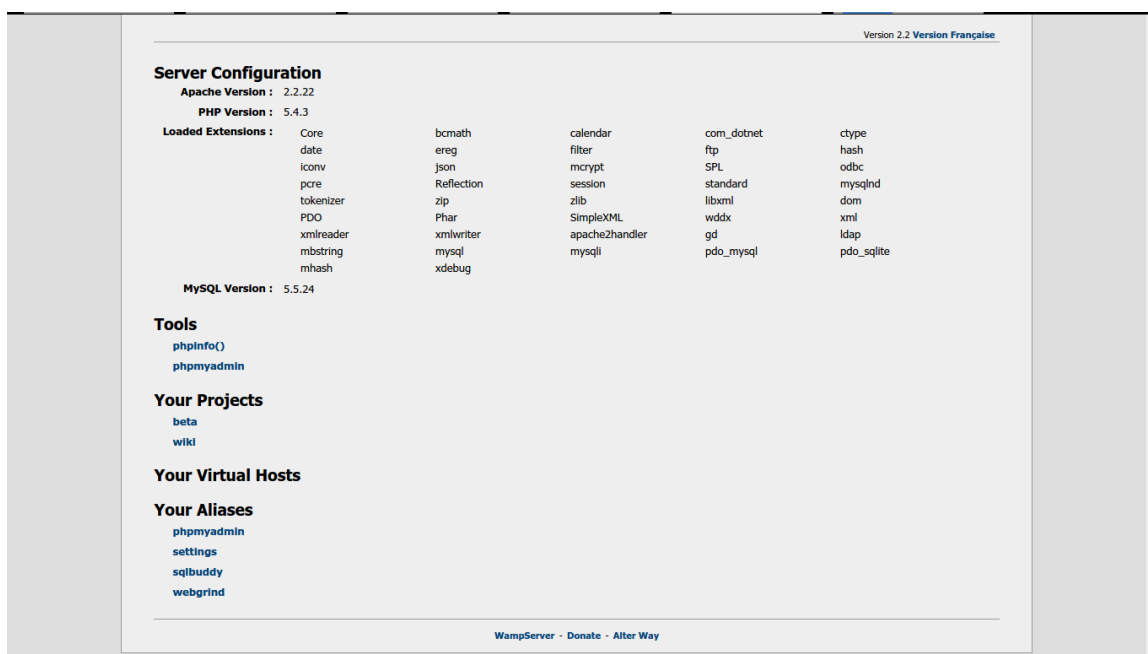 Version 2.2 Version Française
Server Configuration
Apache Version : 2.2.22
PHP Version : 5.4.3
Loaded Extensions : Core bcmath calendar com_dotnet ctype
date ereg filter ftp hash
iconv json mcrypt SPL odbc
pcre Reflection session standard mysqlnd
tokenizer zip zlib libxml dom
PDO Phar SimpleXML wddx xml
xmlreader xmlwriter apache2handler gd ldap
mbstring mysql mysqli pdo_mysql pdo_sqlite
mhash xdebug
MySQL Version : 5.5.24
Tools
phpinfo()
phpmyadmin
Your Projects
beta
wiki
Your Virtual Hosts
Your Aliases
phpmyadmin
settings
sqlbuddy
webgrind
WampServer - Donate - Alter Way